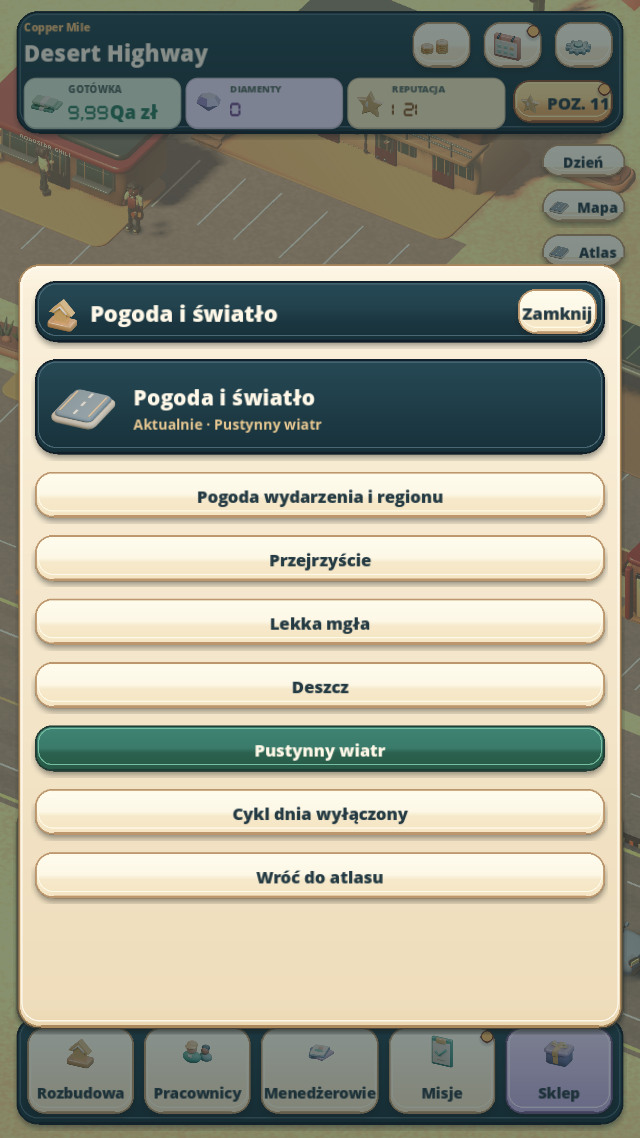 Copper Mile
Desert Highway
GOTÓWKA
9,99Qa zł
DIAMENTY
0
REPUTACJA
121
POZ. 11
Dzień
Mapa
Atlas
Pogoda i światło
Zamknij
Pogoda i światło
Aktualnie · Pustynny wiatr
Pogoda wydarzenia i regionu
Przejrzyście
Lekka mgła
Deszcz
Pustynny wiatr
Cykl dnia wyłączony
Wróć do atlasu
Rozbudowa
Pracownicy
Menedżerowie
Misje
Sklep